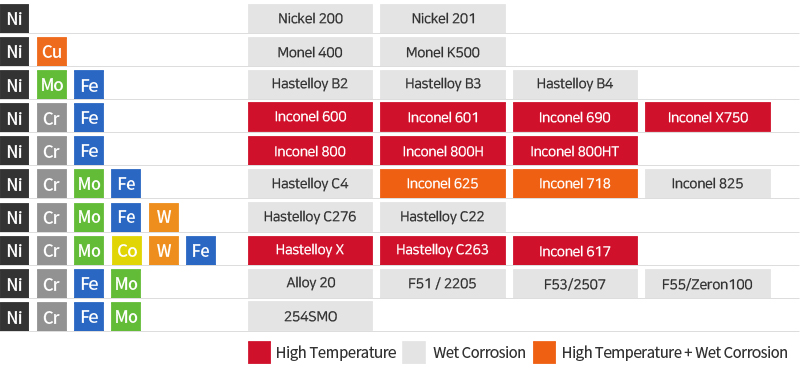 Ni Nickel 200 Nickel 201
Ni Cu Monel 400 Monel K500
Ni Mo Fe Hastelloy B2 Hastelloy B3 Hastelloy B4
Ni Cr Fe Inconel 600 Inconel 601 Inconel 690 Inconel X750
Ni Cr Fe Inconel 800 Inconel 800H Inconel 800HT
Ni Cr Mo Fe Hastelloy C4 Inconel 625 Inconel 718 Inconel 825
Ni Cr Mo Fe W Hastelloy C276 Hastelloy C22
Ni Cr Mo Co W Fe Hastelloy X Hastelloy C263 Inconel 617
Ni Cr Fe Mo Alloy 20 F51 / 2205 F53/2507 F55/Zeron100
Ni Cr Fe Mo 254SMO
High Temperature Wet Corrosion High Temperature + Wet Corrosion